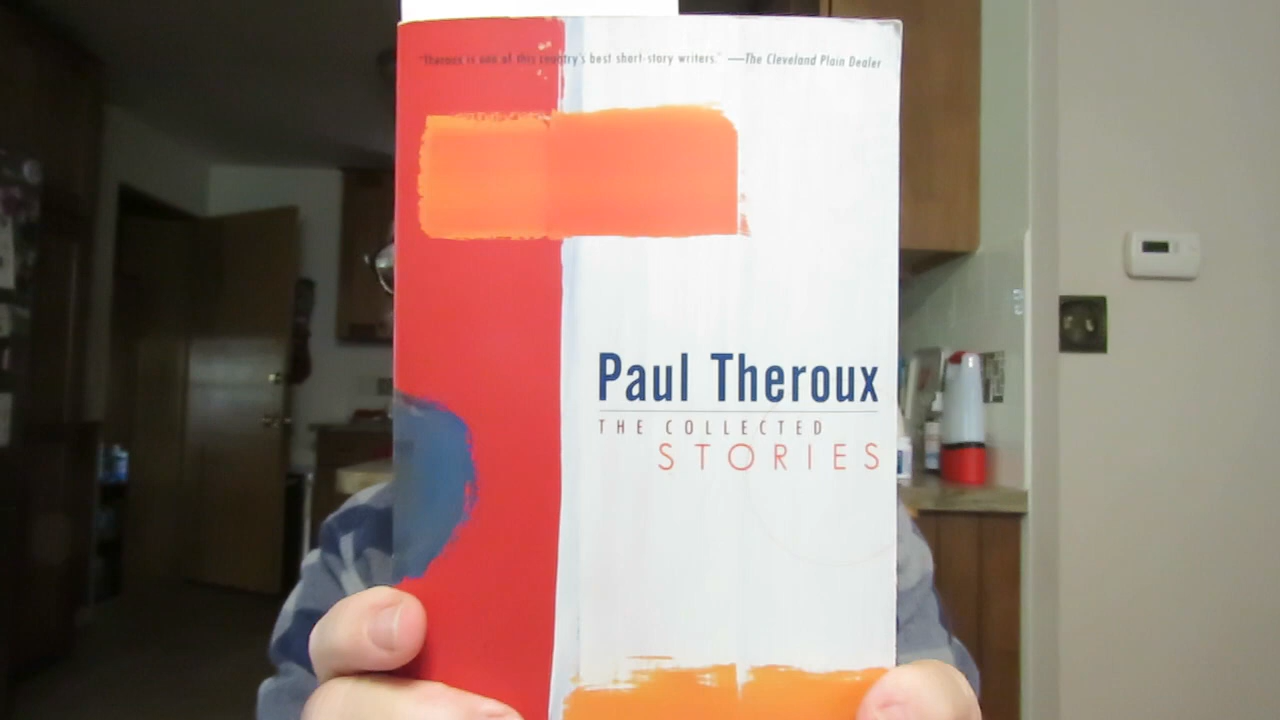 "Theroux is one of this country's best short-story writers." —The Cleveland Plain Dealer
Paul Theroux
THE COLLECTED
STORIES